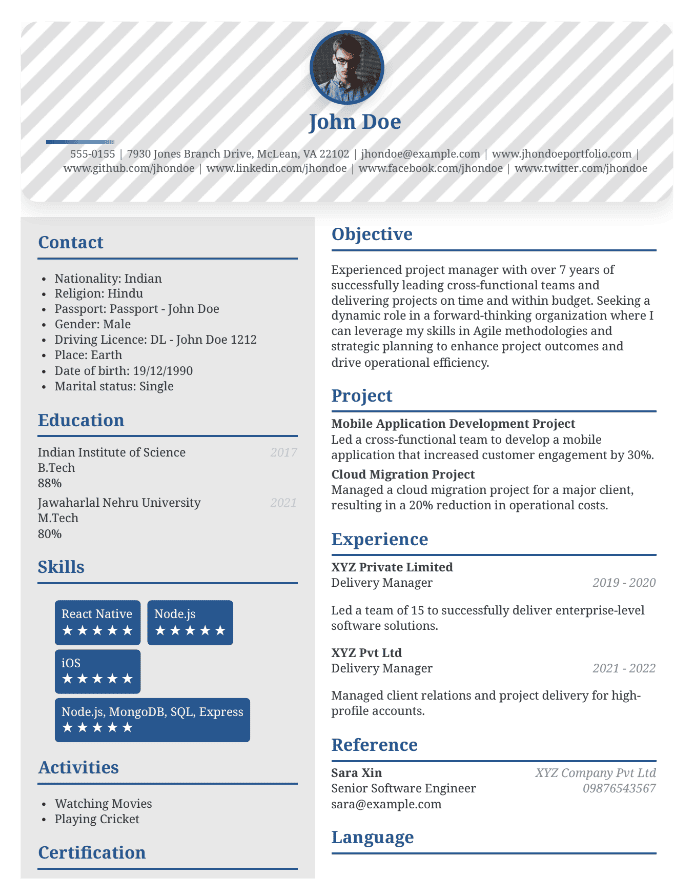 John Doe
555-0155 | 7930 Jones Branch Drive, McLean, VA 22102 | jhondoe@example.com | www.jhondoeportfolio.com |
www.github.com/jhondoe | www.linkedin.com/jhondoe | www.facebook.com/jhondoe | www.twitter.com/jhondoe
Contact
• Nationality: Indian
• Religion: Hindu
• Passport: Passport - John Doe
• Gender: Male
• Driving Licence: DL - John Doe 1212
• Place: Earth
• Date of birth: 19/12/1990
• Marital status: Single
Education
Indian Institute of Science 2017
B.Tech
88%
Jawaharlal Nehru University 2021
M.Tech
80%
Skills
React Native Node.js
★★★★★ ★★★★★
iOS
★★★★★
Node.js, MongoDB, SQL, Express
★★★★★
Activities
• Watching Movies
• Playing Cricket
Certification
Objective
Experienced project manager with over 7 years of
successfully leading cross-functional teams and
delivering projects on time and within budget. Seeking a
dynamic role in a forward-thinking organization where I
can leverage my skills in Agile methodologies and
strategic planning to enhance project outcomes and
drive operational efficiency.
Project
Mobile Application Development Project
Led a cross-functional team to develop a mobile
application that increased customer engagement by 30%.
Cloud Migration Project
Managed a cloud migration project for a major client,
resulting in a 20% reduction in operational costs.
Experience
XYZ Private Limited
Delivery Manager 2019 - 2020
Led a team of 15 to successfully deliver enterprise-level
software solutions.
XYZ Pvt Ltd
Delivery Manager 2021 - 2022
Managed client relations and project delivery for high-
profile accounts.
Reference
Sara Xin XYZ Company Pvt Ltd
Senior Software Engineer 09876543567
sara@example.com
Language